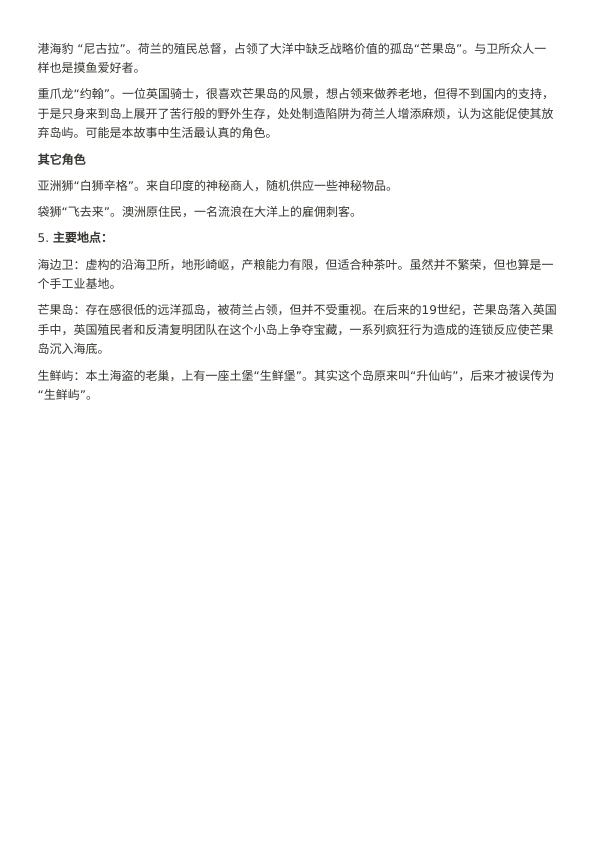 港海豹 “尼古拉”。荷兰的殖民总督，占领了大洋中缺乏战略价值的孤岛“芒果岛”。与卫所众人一
样也是摸鱼爱好者。
重爪龙“约翰”。一位英国骑士，很喜欢芒果岛的风景，想占领来做养老地，但得不到国内的支持，
于是只身来到岛上展开了苦行般的野外生存，处处制造陷阱为荷兰人增添麻烦，认为这能促使其放
弃岛屿。可能是本故事中生活最认真的角色。
其它角色
亚洲狮“白狮辛格”。来自印度的神秘商人，随机供应一些神秘物品。
袋狮“飞去来”。澳洲原住民，一名流浪在大洋上的雇佣刺客。
5. 主要地点：
海边卫：虚构的沿海卫所，地形崎岖，产粮能力有限，但适合种茶叶。虽然并不繁荣，但也算是一
个手工业基地。
芒果岛：存在感很低的远洋孤岛，被荷兰占领，但并不受重视。在后来的19世纪，芒果岛落入英国
手中，英国殖民者和反清复明团队在这个小岛上争夺宝藏，一系列疯狂行为造成的连锁反应使芒果
岛沉入海底。
生鲜屿：本土海盗的老巢，上有一座土堡“生鲜堡”。其实这个岛原来叫“升仙屿”，后来才被误传为
“生鲜屿”。